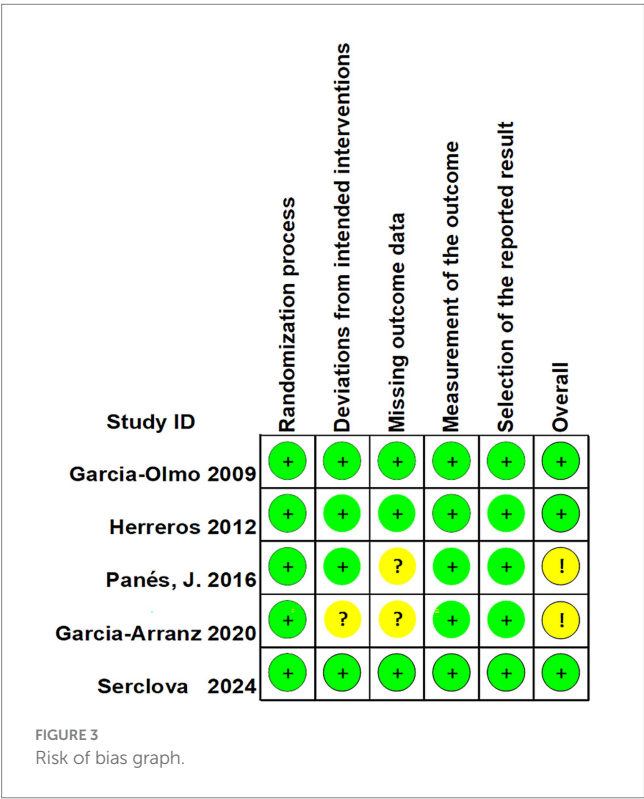 Randomization process
Deviations from intended interventions
Missing outcome data
Measurement of the outcome
Selection of the reported result
Overall
Study ID
Garcia-Olmo 2009 + + + + + +
Herreros 2012 + + + + + +
Panés, J. 2016 + + ? + + !
Garcia-Arranz 2020 + ? ? + + !
Serclova 2024 + + + + + +
FIGURE 3
Risk of bias graph.